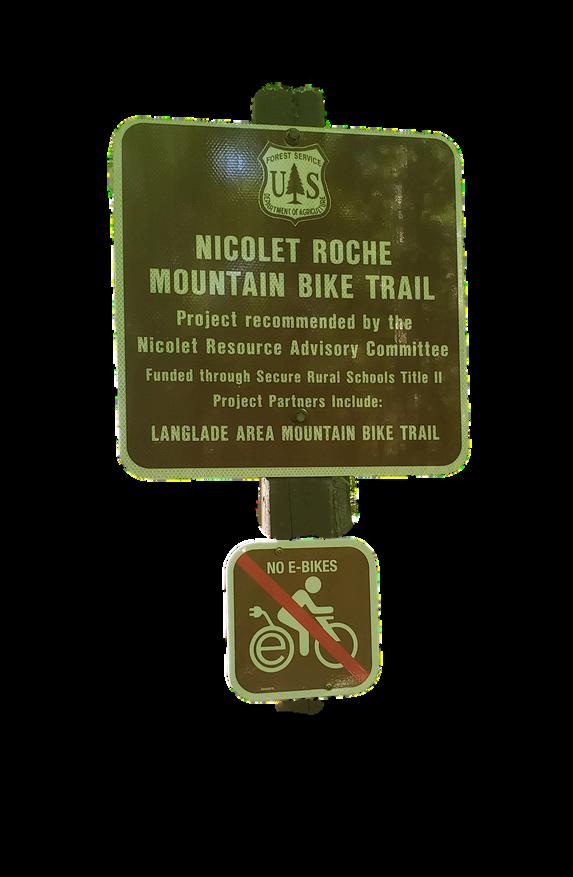 FOREST SERVICE
U S
DEPARTMENT OF AGRICULTURE
NICOLET ROCHE
MOUNTAIN BIKE TRAIL
Project recommended by the
Nicolet Resource Advisory Committee
Funded through Secure Rural Schools Title II
Project Partners Include:
LANGLADE AREA MOUNTAIN BIKE TRAIL
NO E-BIKES
e